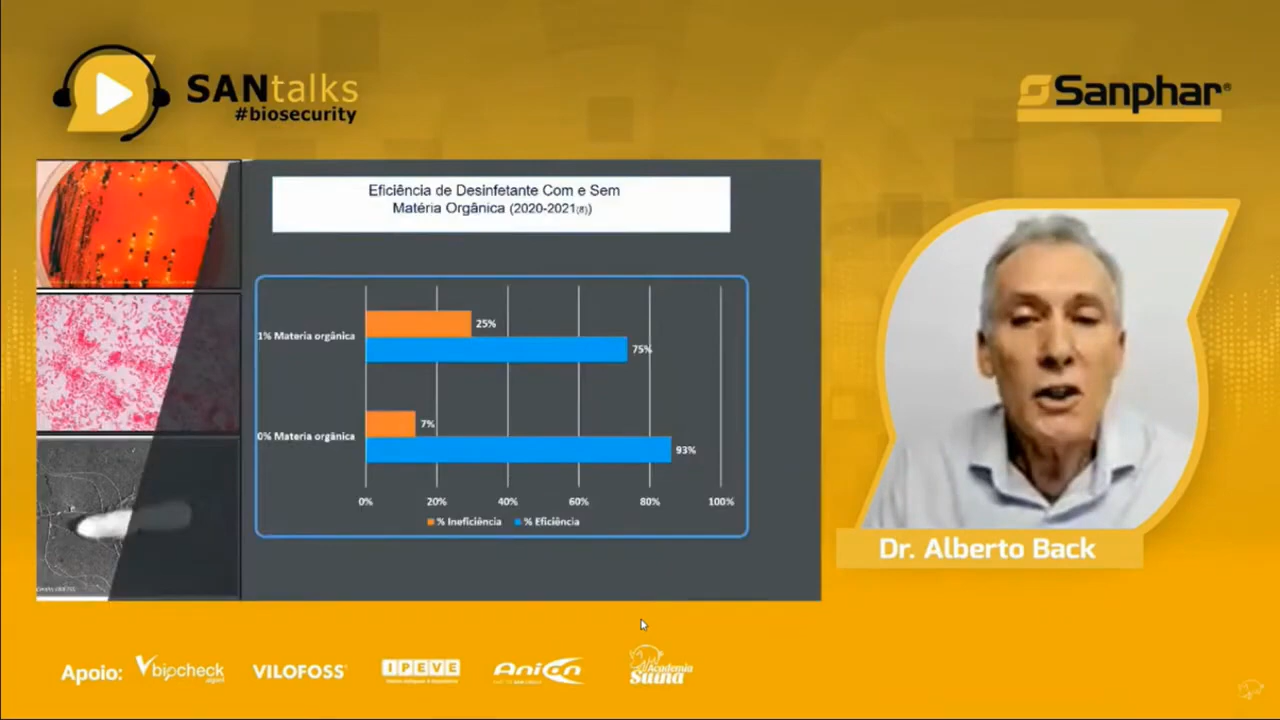 SANtalks
#biosecurity
Sanphar®
Eficiência de Desinfetante Com e Sem
Matéria Orgânica (2020-2021(8))
1% Materia orgânica
25%
75%
0% Materia orgânica
7%
93%
0%
20%
40%
60%
80%
100%
% Ineficiência
% Eficiência
Dr. Alberto Back
Apoio:
biocheck
VILOFOSS
IPEVE
AniCon
Academia
Suína